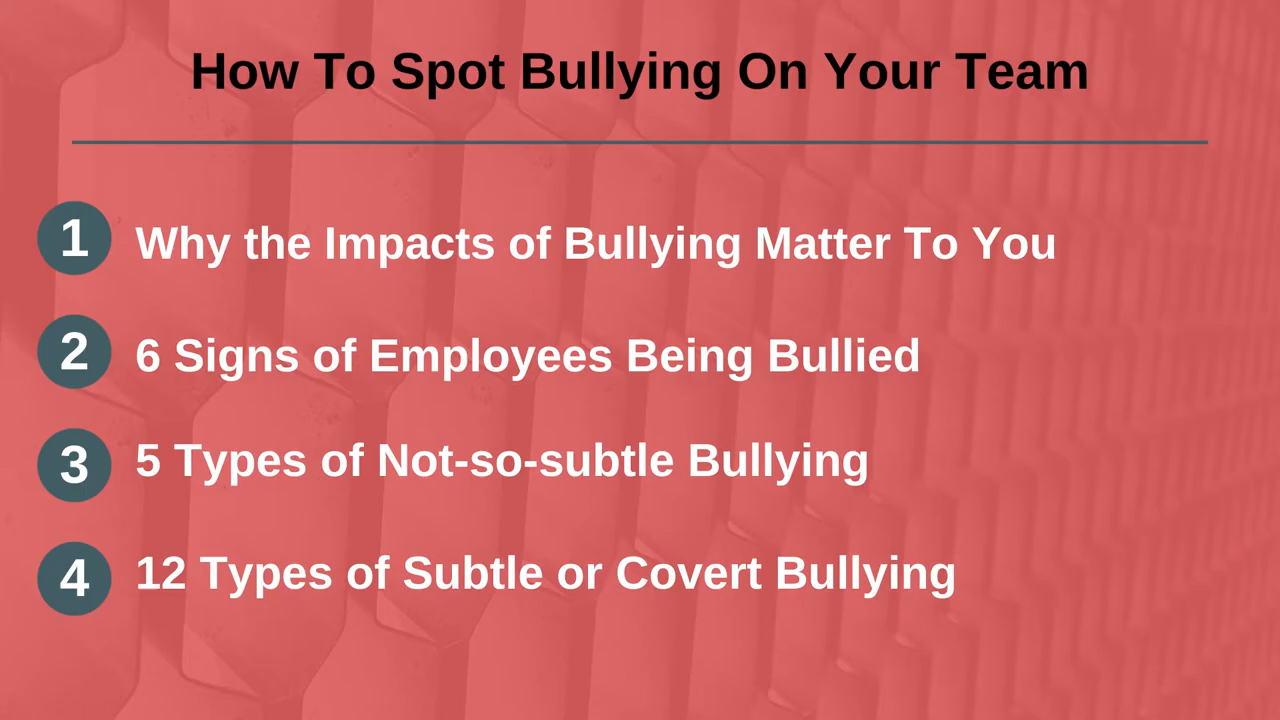 How To Spot Bullying On Your Team
1 Why the Impacts of Bullying Matter To You
2 6 Signs of Employees Being Bullied
3 5 Types of Not-so-subtle Bullying
4 12 Types of Subtle or Covert Bullying